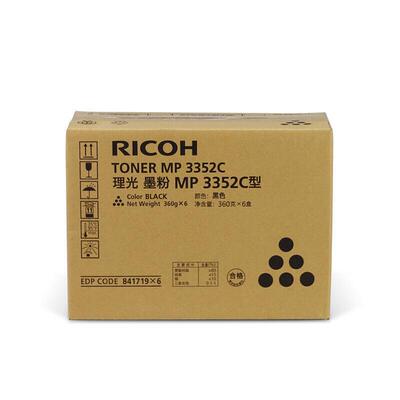 RICOH
TONER MP 3352C
理光 墨粉 MP 3352C型
Color BLACK 颜色: 黑色
Net Weight 360g×6 净含量: 360克×6盒
合格
EDP CODE 841719×6